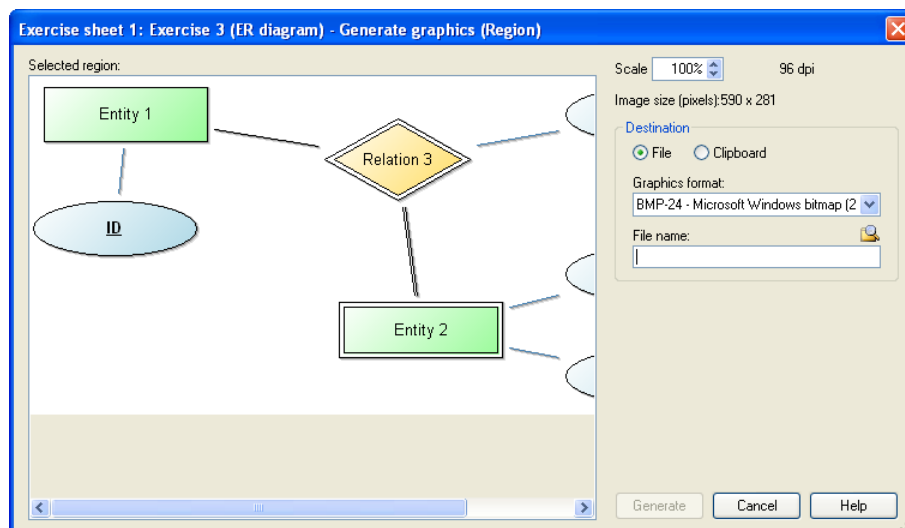 Exercise sheet 1: Exercise 3 (ER diagram) - Generate graphics (Region)
Selected region:
Entity 1
Relation 3
ID
Entity 2
Scale 100% 96 dpi
Image size (pixels):590 x 281
Destination
File Clipboard
Graphics format:
BMP-24 - Microsoft Windows bitmap (2
File name:
Generate Cancel Help